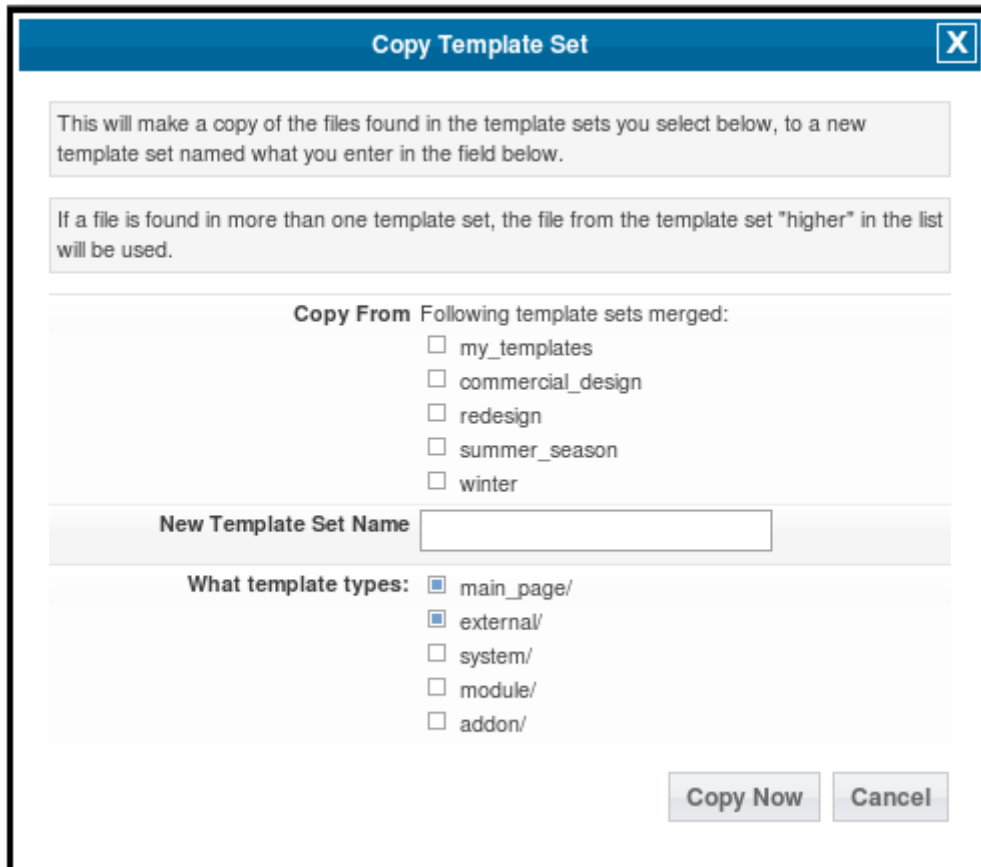 Copy Template Set
X
This will make a copy of the files found in the template sets you select below, to a new
template set named what you enter in the field below.
If a file is found in more than one template set, the file from the template set "higher" in the list
will be used.
Copy From Following template sets merged:
my_templates
commercial_design
redesign
summer_season
winter
New Template Set Name
What template types: main_page/
external/
system/
module/
addon/
Copy Now Cancel